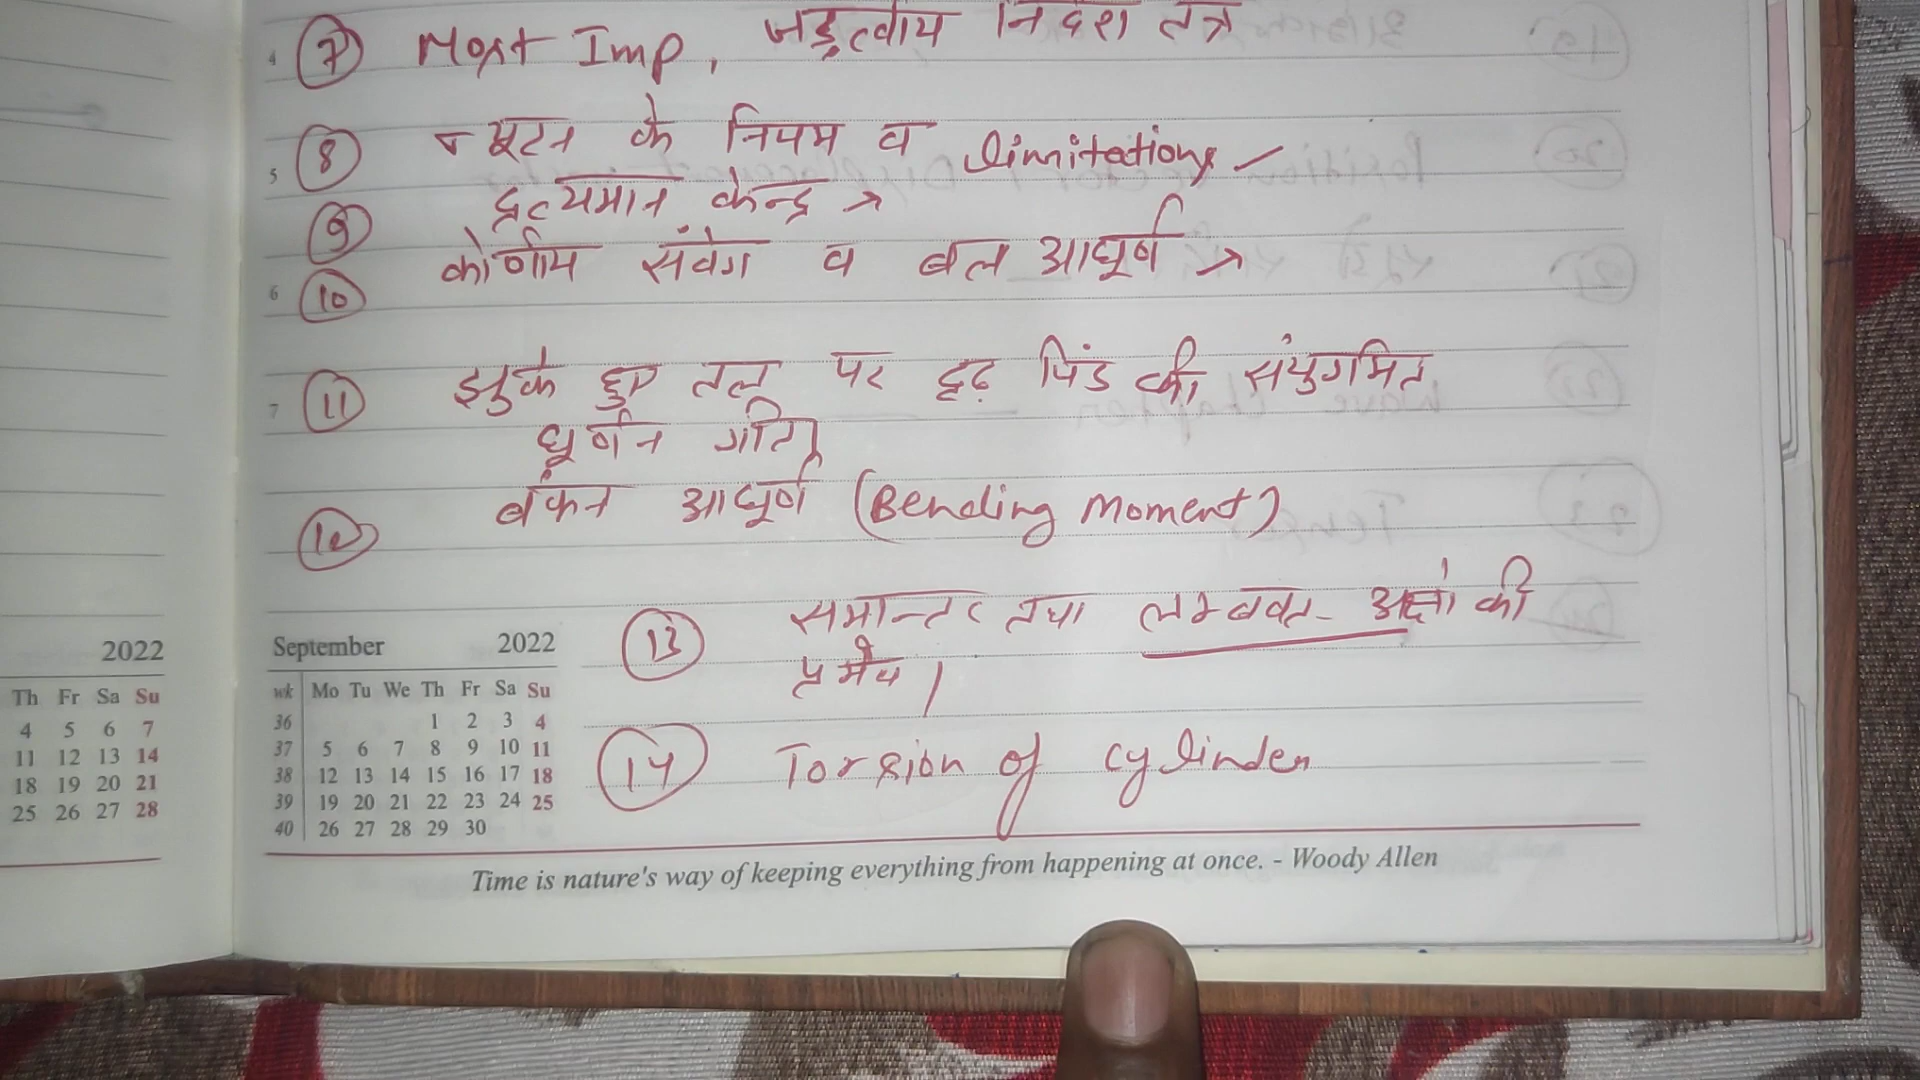 4 (7) Most Imp, जड़त्वीय निर्देश तंत्र
5 (8) न्यूटन के नियम व limitations -
(9) द्रव्यमान केन्द्र →
6 (10) कोणीय संवेग व बल आघूर्ण →
7 (11) झुके हुए तल पर दृढ़ पिंड की संयुगमित
घूर्णन गति,
(12) बंकन आघूर्ण (Bending Moment)
(13) समान्तर तथा लम्बवत अक्षो की
प्रमेय।
(14) Torsion of cylinder
2022
Th Fr Sa Su
4 5 6 7
11 12 13 14
18 19 20 21
25 26 27 28
September 2022
wk Mo Tu We Th Fr Sa Su
36 1 2 3 4
37 5 6 7 8 9 10 11
38 12 13 14 15 16 17 18
39 19 20 21 22 23 24 25
40 26 27 28 29 30
Time is nature's way of keeping everything from happening at once. - Woody Allen